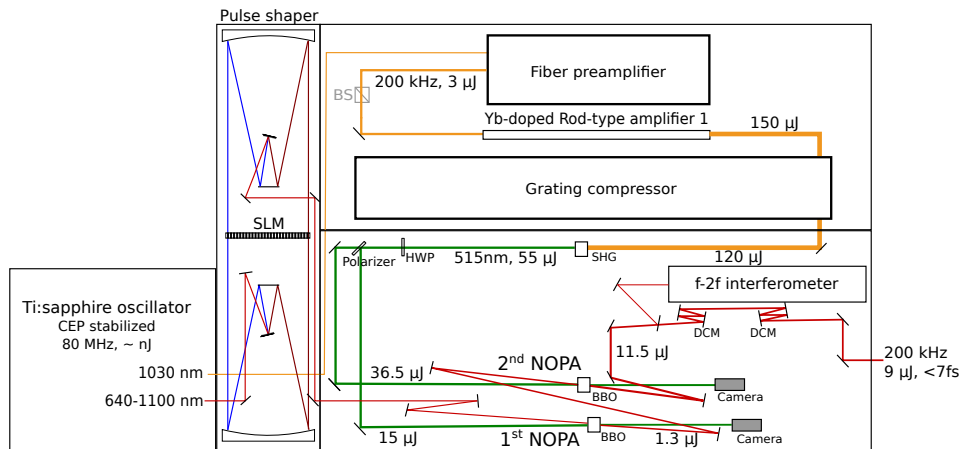 Pulse shaper
Fiber preamplifier
200 kHz, 3 µJ
BS
Yb-doped Rod-type amplifier 1
150 µJ
Grating compressor
SLM
Polarizer
HWP
515nm, 55 µJ
SHG
120 µJ
f-2f interferometer
Ti:sapphire oscillator
CEP stabilized
80 MHz, ~ nJ
DCM
DCM
11.5 µJ
200 kHz
9 µJ, <7fs
1030 nm
36.5 µJ
2nd NOPA
BBO
Camera
640-1100 nm
15 µJ
1st NOPA
BBO
1.3 µJ
Camera